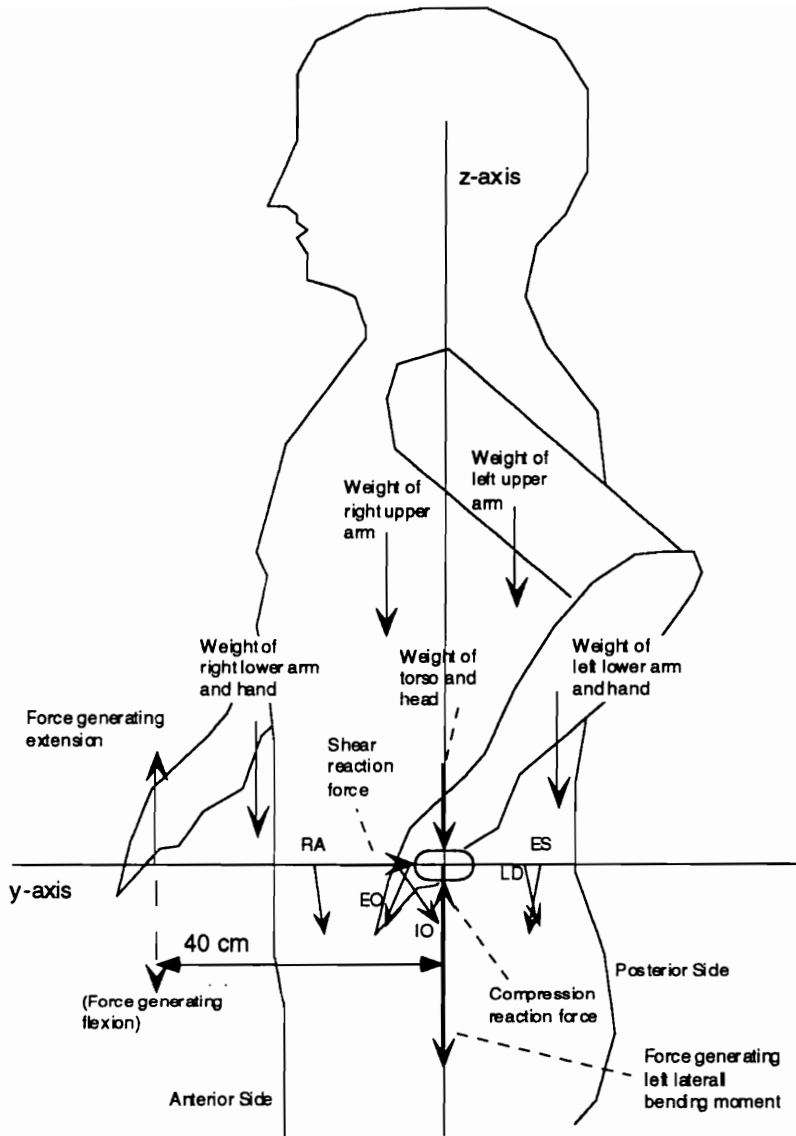 z-axis
Weight of
left upper
arm
Weight of
right upper
arm
Weight of
right lower arm
and hand
Weight of
torso and
head
Weight of
left lower arm
and hand
Force generating
extension
Shear
reaction
force
RA
ES
LD
y-axis
EO
IO
40 cm
Posterior Side
(Force generating
flexion)
Compression
reaction force
Force generating
left laterall
bending moment
Anterior Side